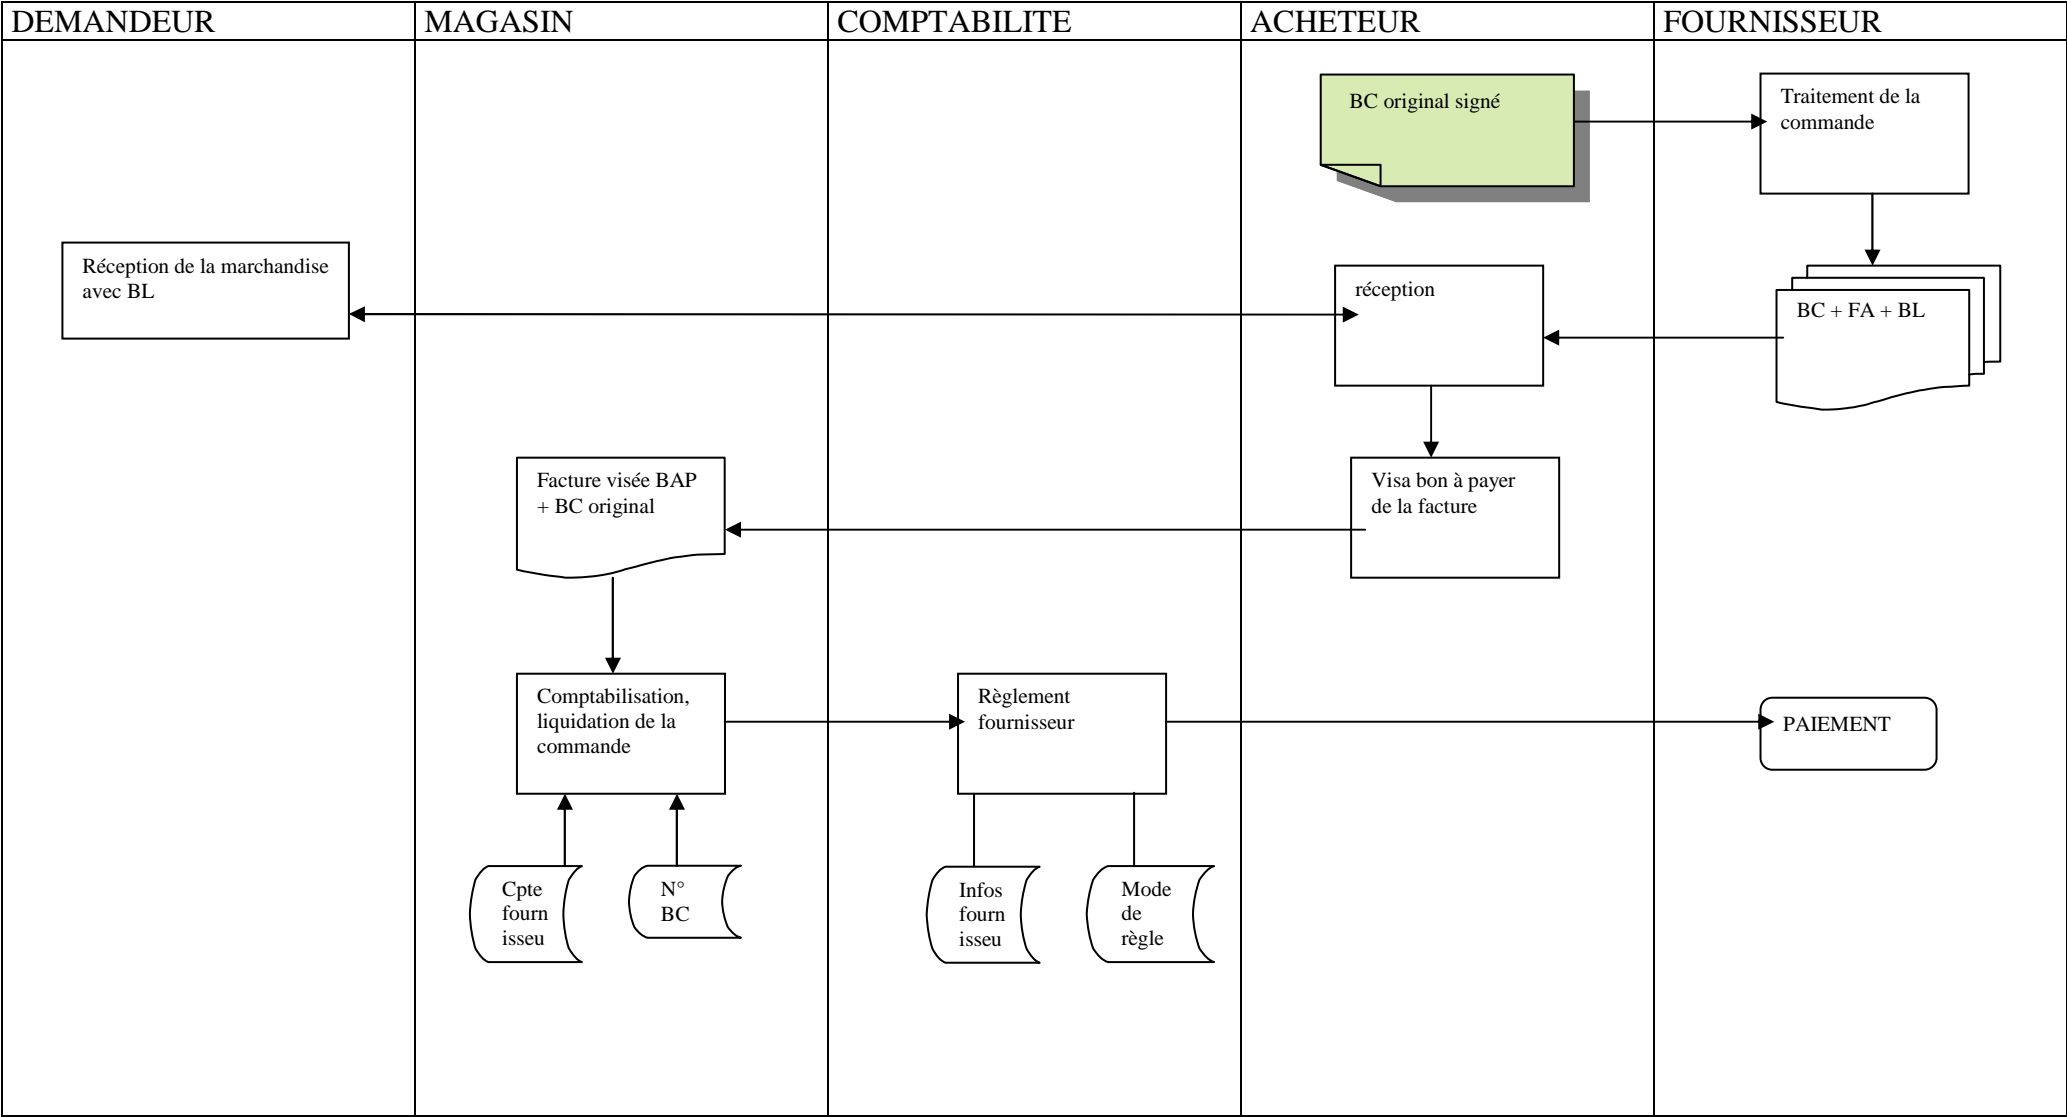 DEMANDEUR
MAGASIN
COMPTABILITE
ACHETEUR
FOURNISSEUR
BC original signé
Traitement de la
commande
Réception de la marchandise
avec BL
réception
BC + FA + BL
Facture visée BAP
+ BC original
Visa bon à payer
de la facture
Comptabilisation,
liquidation de la
commande
Règlement
fournisseur
PAIEMENT
Cpte
fourn
isseu
N°
BC
Infos
fourn
isseu
Mode
de
règle